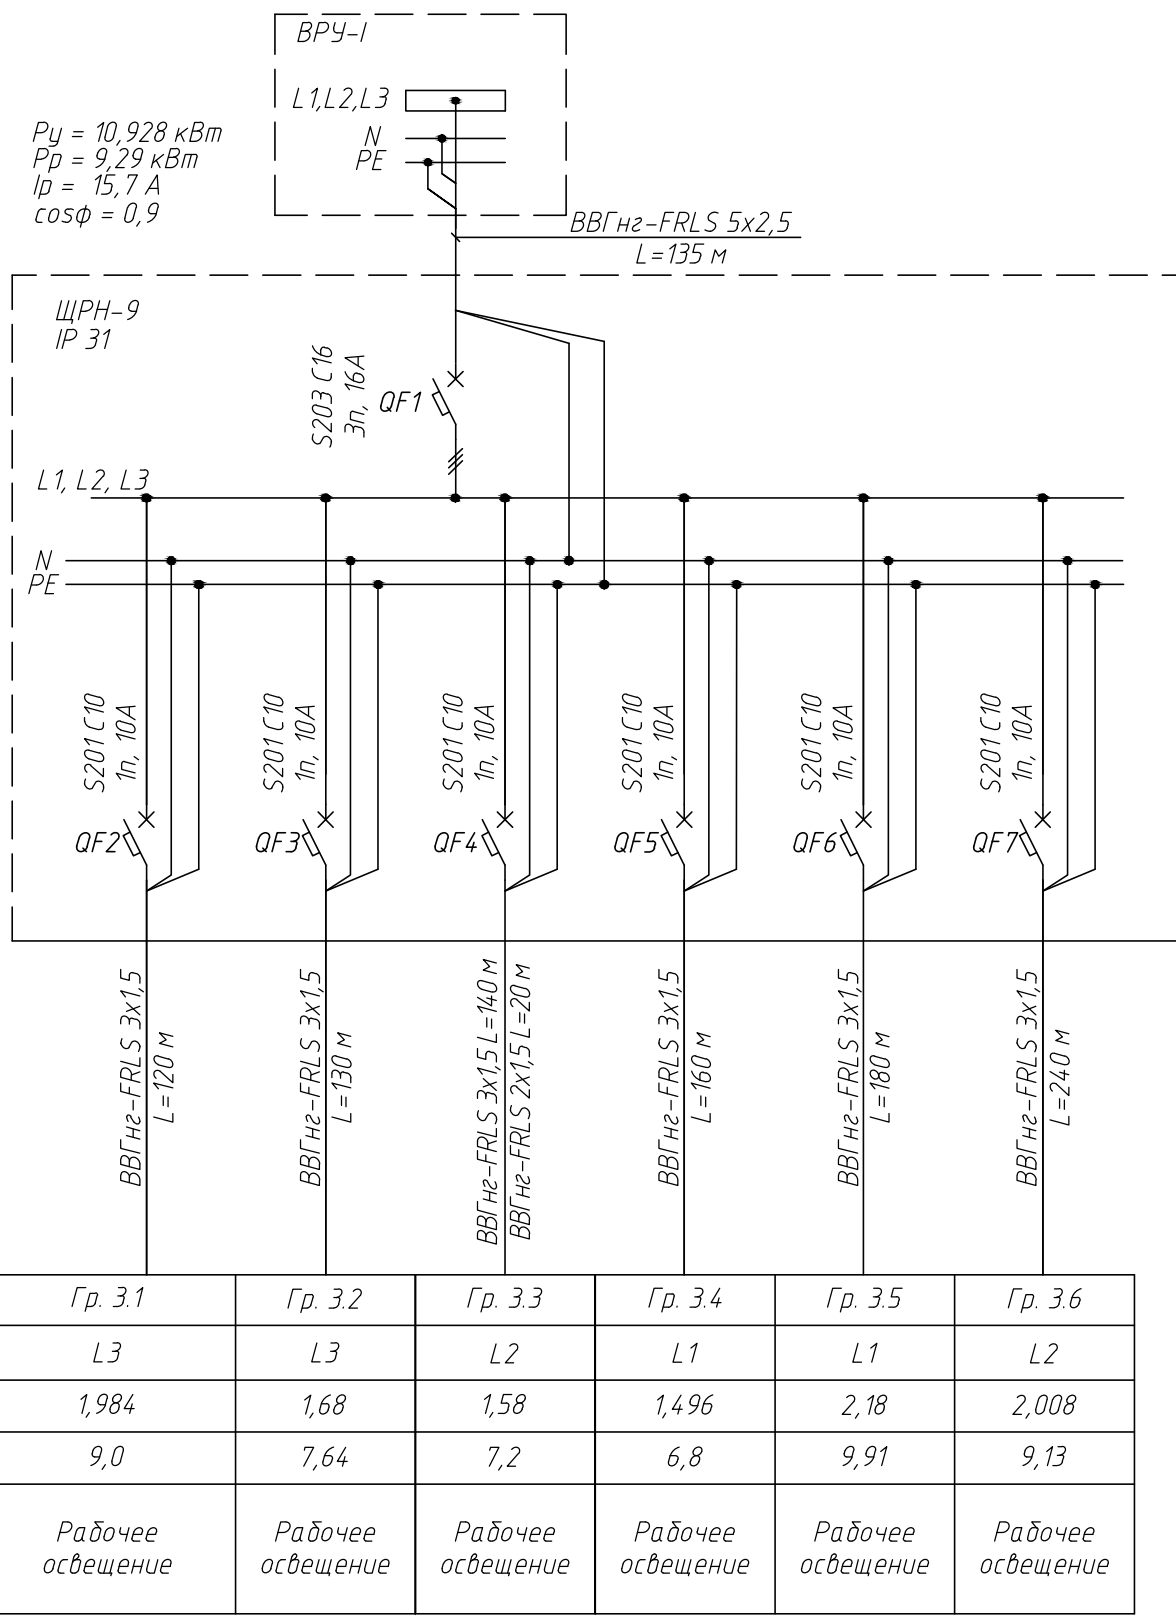 ВРУ-I
L1,L2,L3
N
PE
Ру = 10,928 кВт
Рр = 9,29 кВт
Iр = 15,7 А
cosφ = 0,9
ВВГнг-FRLS 5x2,5
L=135 м
ЩРН-9
IP 31
S203 C16
3п, 16А
QF1
L1, L2, L3
N
PE
S201 C10
1п, 10А
QF2
S201 C10
1п, 10А
QF3
S201 C10
1п, 10А
QF4
S201 C10
1п, 10А
QF5
S201 C10
1п, 10А
QF6
S201 C10
1п, 10А
QF7
ВВГнг-FRLS 3x1,5
L=120 м
ВВГнг-FRLS 3x1,5
L=130 м
ВВГнг-FRLS 3x1,5 L=140 м
ВВГнг-FRLS 2x1,5 L=20 м
ВВГнг-FRLS 3x1,5
L=160 м
ВВГнг-FRLS 3x1,5
L=180 м
ВВГнг-FRLS 3x1,5
L=240 м
Гр. 3.1 Гр. 3.2 Гр. 3.3 Гр. 3.4 Гр. 3.5 Гр. 3.6
L3 L3 L2 L1 L1 L2
1,984 1,68 1,58 1,496 2,18 2,008
9,0 7,64 7,2 6,8 9,91 9,13
Рабочее Рабочее Рабочее Рабочее Рабочее Рабочее
освещение освещение освещение освещение освещение освещение